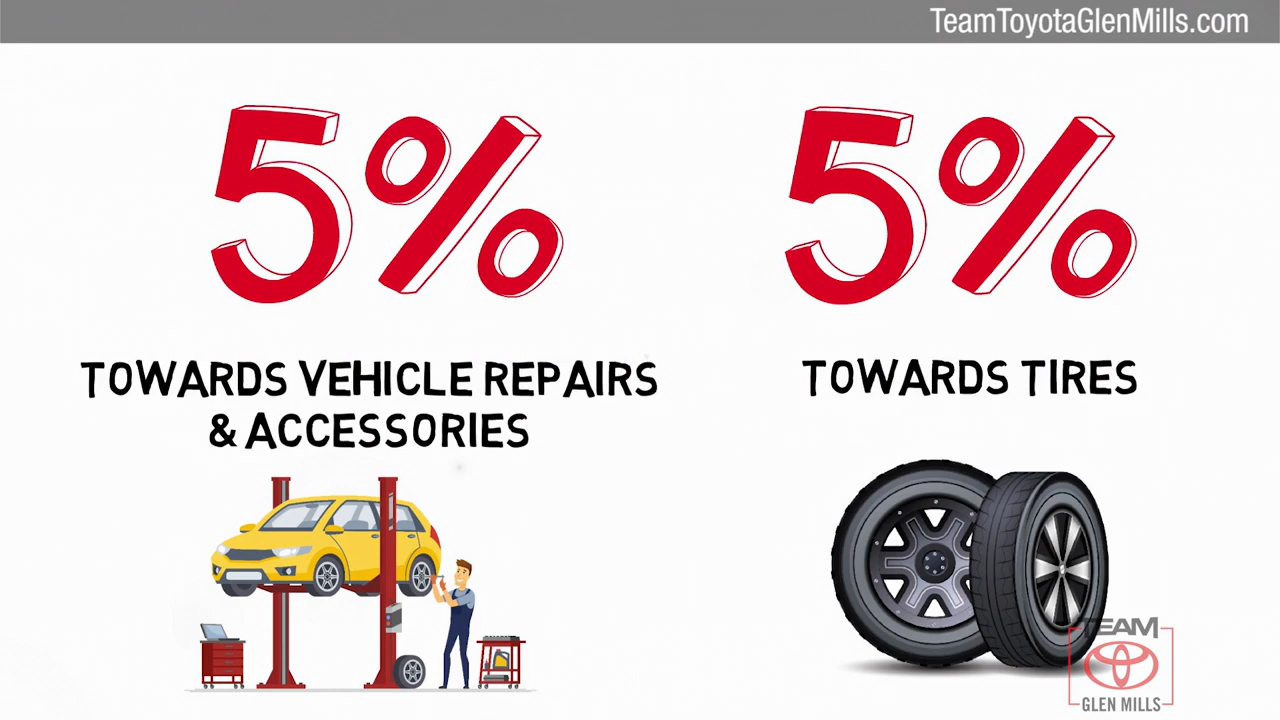 TeamToyotaGlenMills.com
5%
TOWARDS VEHICLE REPAIRS
& ACCESSORIES
5%
TOWARDS TIRES
TEAM
GLEN MILLS